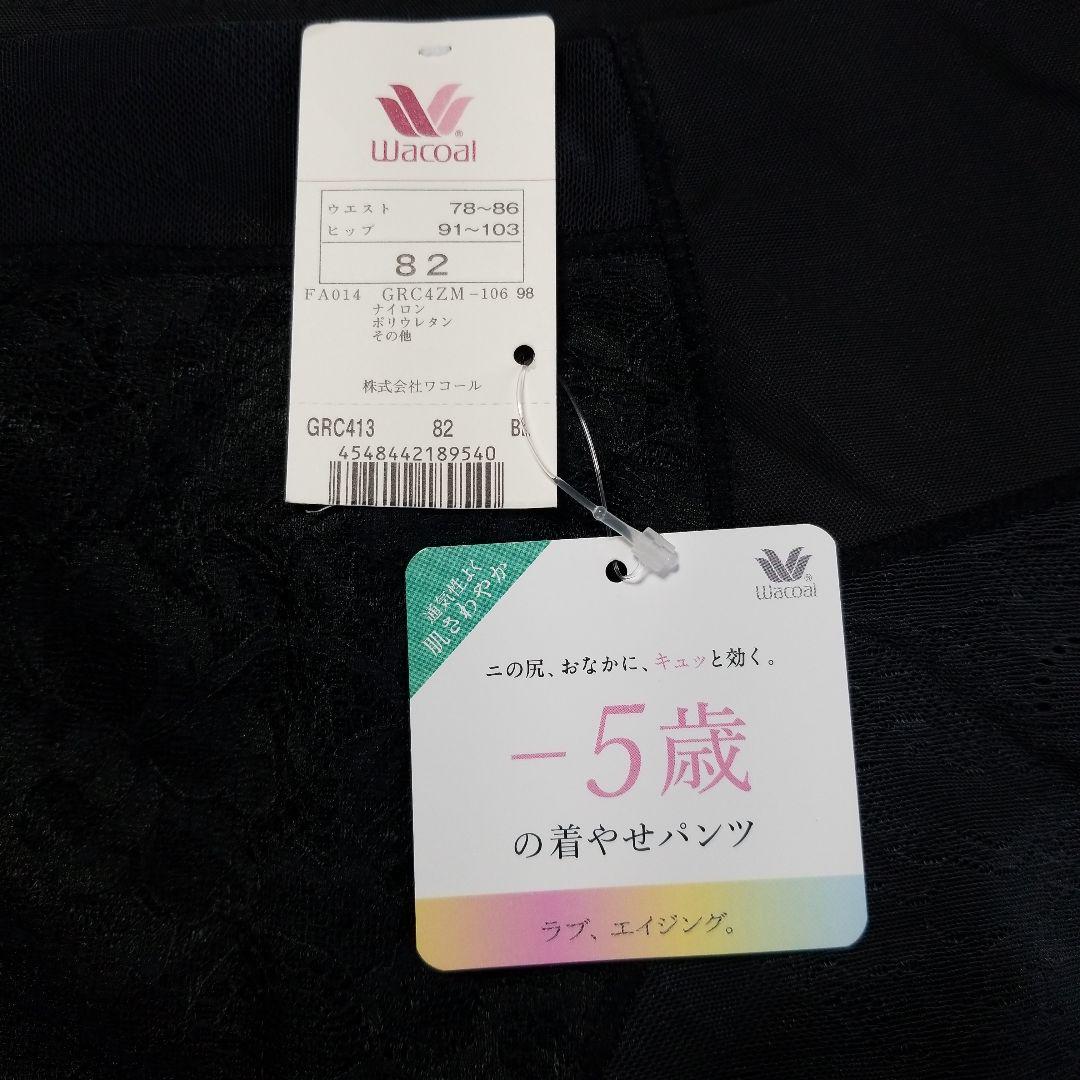 Wacoal®
ウエスト 78~86
ヒップ 91~103
82
FA014 GRC4ZM-106 98
ナイロン
ポリウレタン
その他
株式会社ワコール
GRC413 82
4548442189540
通気性よく
肌さわやか
Wacoal®
二の尻、おなかに、キュッと効く。
-5歳
の着やせパンツ
ラブ、エイジング。